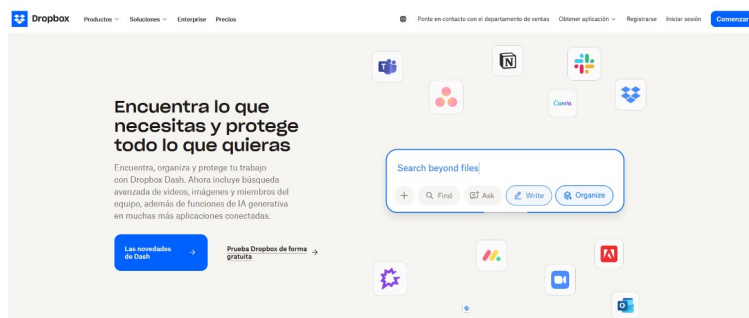 Dropbox
Productos
Soluciones
Enterprise
Precios
Ponte en contacto con el departamento de ventas
Obtener aplicación
Registrarse
Iniciar sesión
Comenzar
Encuentra lo que
necesitas y protege
todo lo que quieras
Encuentra, organiza y protege tu trabajo
con Dropbox Dash. Ahora incluye búsqueda
avanzada de vídeos, imágenes y miembros del
equipo, además de funciones de IA generativa
en muchas más aplicaciones conectadas.
Las novedades
de Dash
Prueba Dropbox de forma
gratuita
Canva
Search beyond files
Find
Ask
Write
Organize